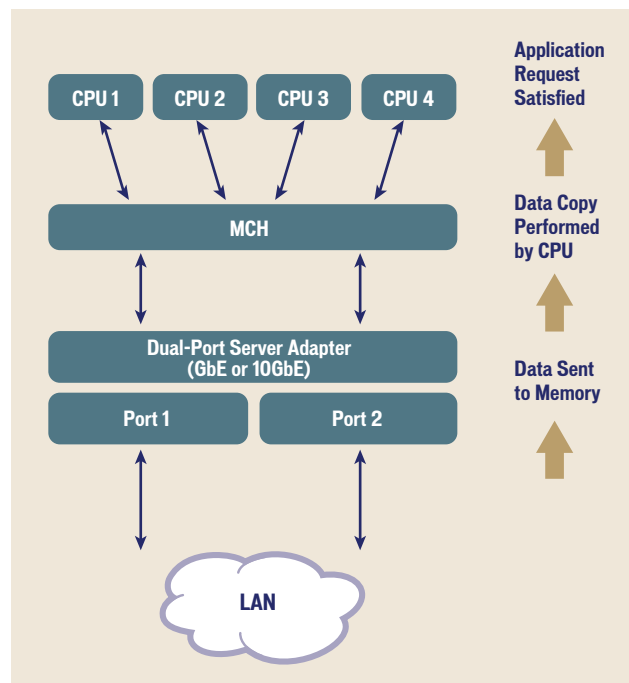 CPU 1
CPU 2
CPU 3
CPU 4
MCH
Dual-Port Server Adapter
(GbE or 10GbE)
Port 1
Port 2
LAN
Application
Request
Satisfied
Data Copy
Performed
by CPU
Data Sent
to Memory